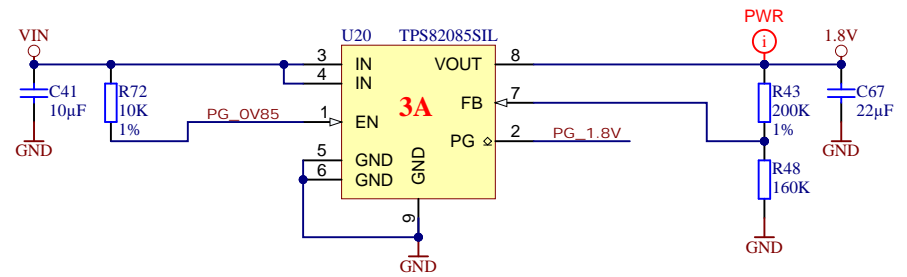 PWR
VIN
U20 TPS82085SIL
1.8V
3 IN
4 IN
VOUT 8
C41
10µF
R72
10K
1%
3A
FB 7
R43
200K
1%
C67
22µF
PG_0V85
1 EN
PG 2
PG_1.8V
GND
GND
5 GND
6 GND
GND
9
R48
160K
GND
GND
i